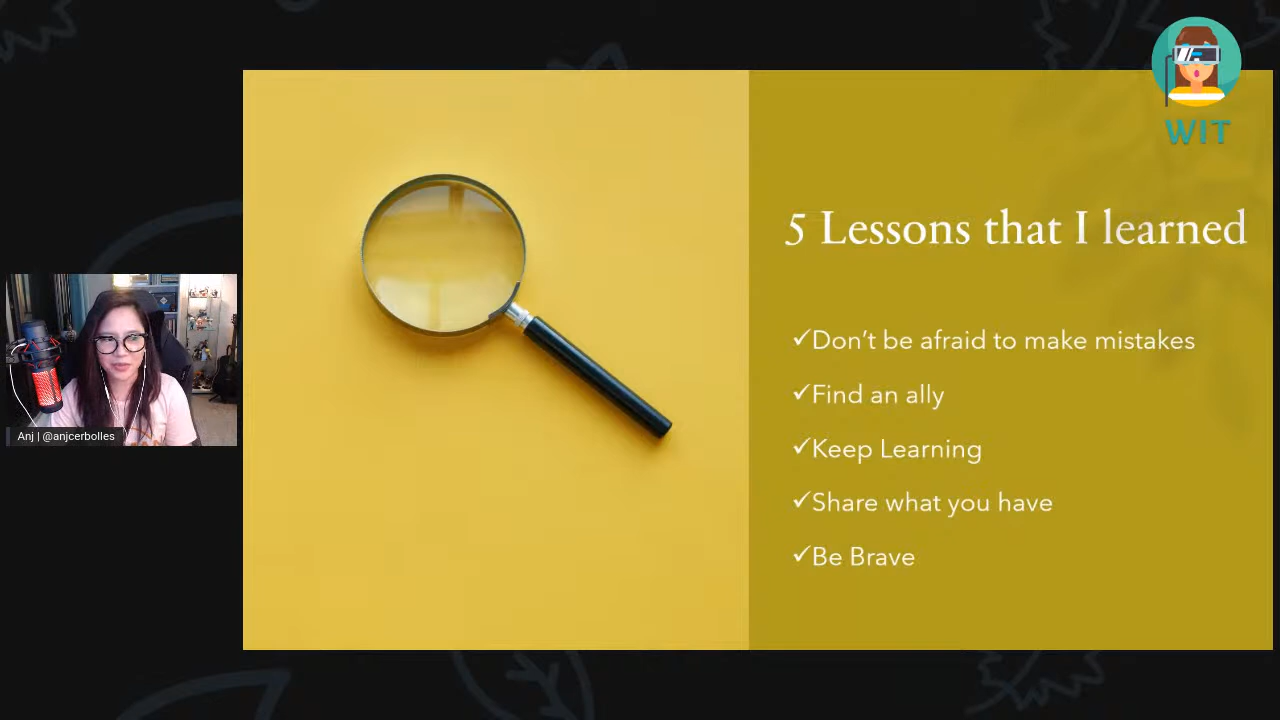 WIT
5 Lessons that I learned
✓Don't be afraid to make mistakes
✓Find an ally
✓Keep Learning
✓Share what you have
✓Be Brave
Anj | @anjcerbolles